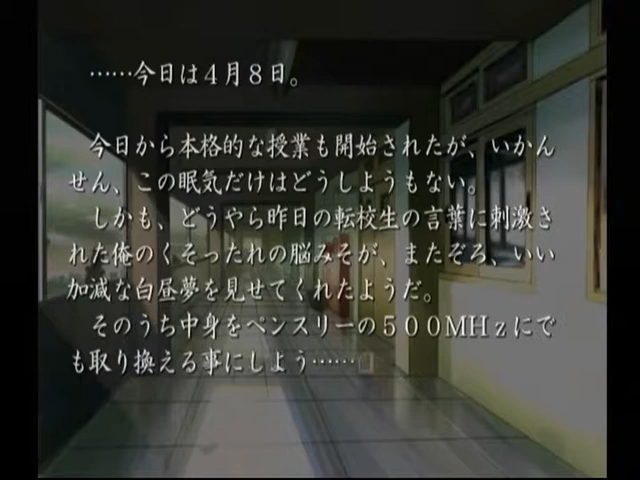 ……今日は４月８日。
今日から本格的な授業も開始されたが、いかん
せん、この眠気だけはどうしようもない。
しかも、どうやら昨日の転校生の言葉に刺激さ
れた俺のくそったれの脳みそが、またぞろ、いい
加減な白昼夢を見せてくれたようだ。
そのうち中身をペンスリーの５００ＭＨｚにで
も取り換える事にしよう……